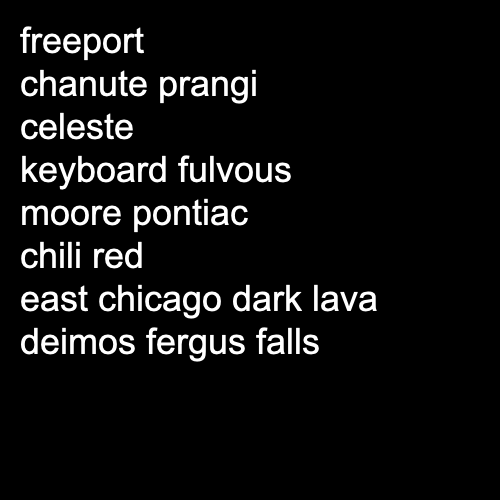 freeport
chanute prangi
celeste
keyboard fulvous
moore pontiac
chili red
east chicago dark lava
deimos fergus falls